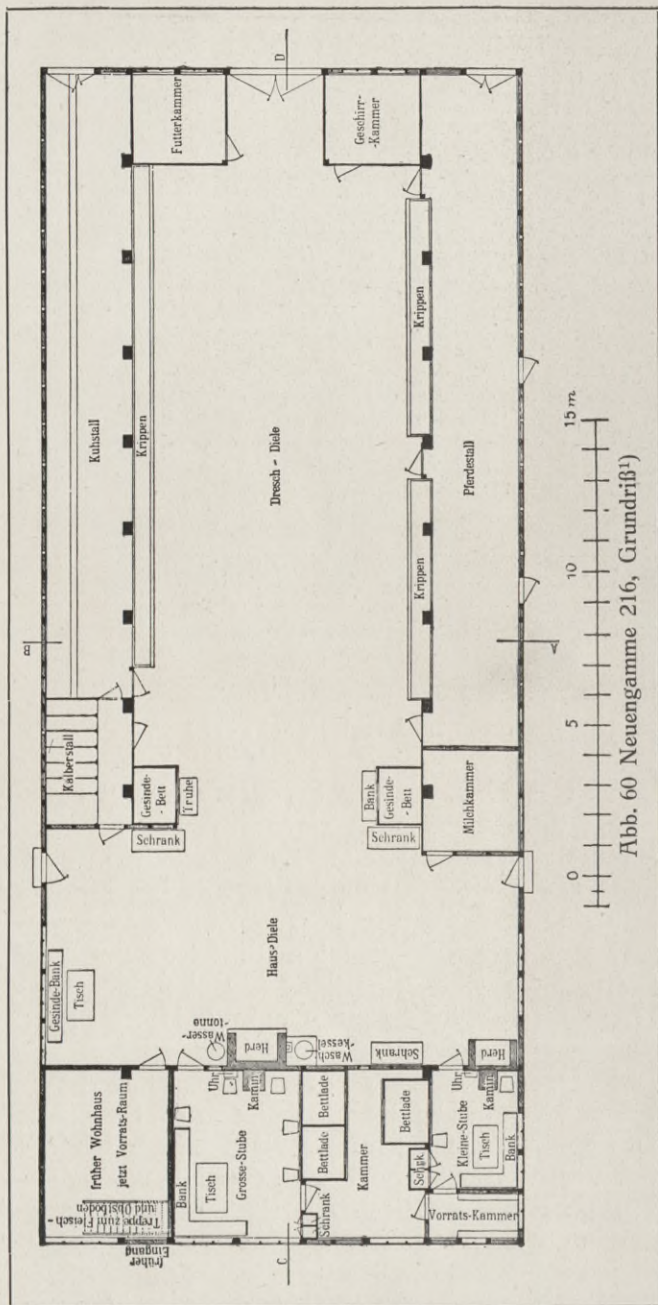 D
Futterkammer
Geschirr-
-Kammer
Kuhstall
Krippen
Dresch - Diele
Krippen
Krippen
Pferdestall
B
A
Kälberstall
Gesinde-
- Bett
Truhe
Schrank
Bank
Gesinde-
- Bett
Schrank
Milchkammer
Haus-Diele
Gesinde-Bank
Tisch
Wasser-
-tonne
Herd
Wasch
kessel
Schrank
Herd
früher Wohnhaus
jetzt Vorrats-Raum
Treppe zum Fleisch-
und Obstboden
früher
Eingang
Uhr
Kamin
Bank
Tisch
Grosse-Stube
Bettlade
Bettlade
Schrank
Kammer
Bettlade
Schrk.
Uhr
Kamin
Kleine-Stube
Tisch
Bank
Vorrats-Kammer
C
0
5
10
15 m
Abb. 60 Neuengamme 216, Grundriß¹)